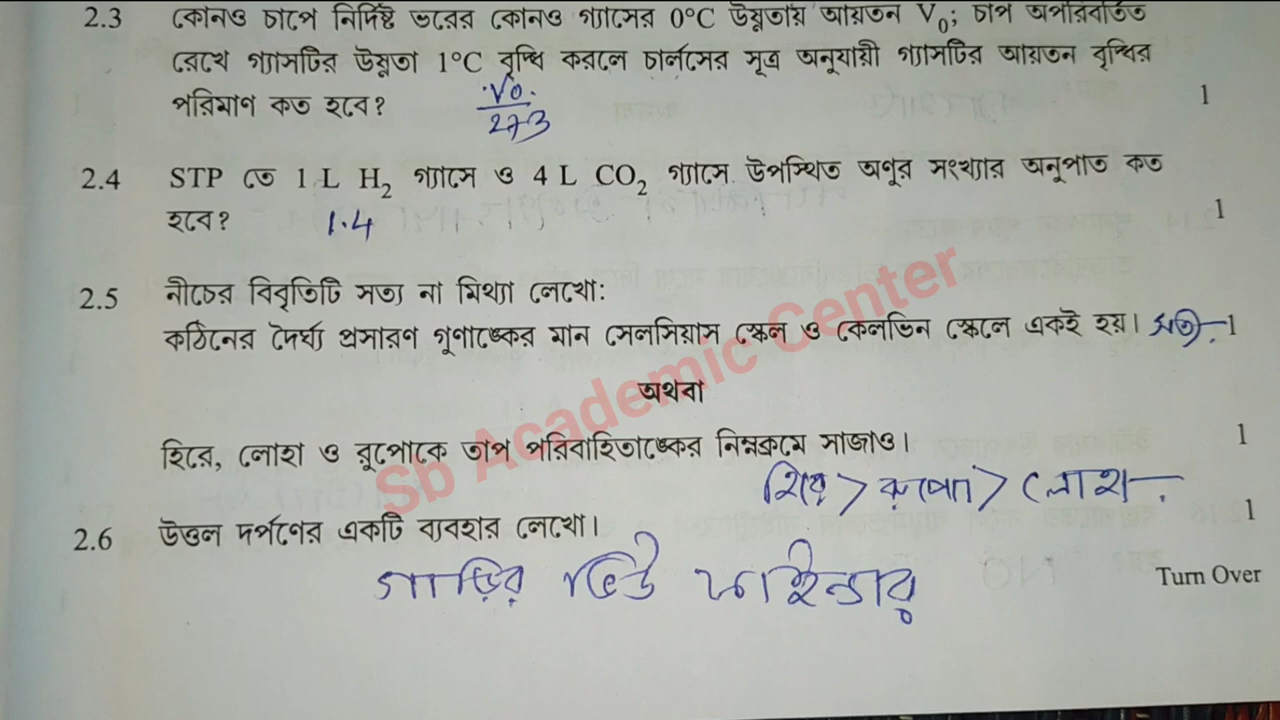 2.3 কোনও চাপে নির্দিষ্ট ভরের কোনও গ্যাসের 0°C উষ্ণতায় আয়তন V₀; চাপ অপরিবর্তিত
রেখে গ্যাসটির উষ্ণতা 1°C বৃদ্ধি করলে চার্লসের সূত্র অনুযায়ী গ্যাসটির আয়তন বৃদ্ধির
পরিমাণ কত হবে? V₀/273 1
2.4 STP তে 1 L H₂ গ্যাসে ও 4 L CO₂ গ্যাসে উপস্থিত অণুর সংখ্যার অনুপাত কত
হবে? 1.4 1
2.5 নীচের বিবৃতিটি সত্য না মিথ্যা লেখো:
কঠিনের দৈর্ঘ্য প্রসারণ গুণাঙ্কের মান সেলসিয়াস স্কেল ও কেলভিন স্কেলে একই হয়। 1
অথবা
হিরে, লোহা ও রুপোকে তাপ পরিবাহিতাঙ্কের নিম্নক্রমে সাজাও। 1
হিরে > রুপো > লোহা
2.6 উত্তল দর্পণের একটি ব্যবহার লেখো। 1
গাড়ির ভিউ ফাইন্ডার
Turn Over
Sb Academic Center